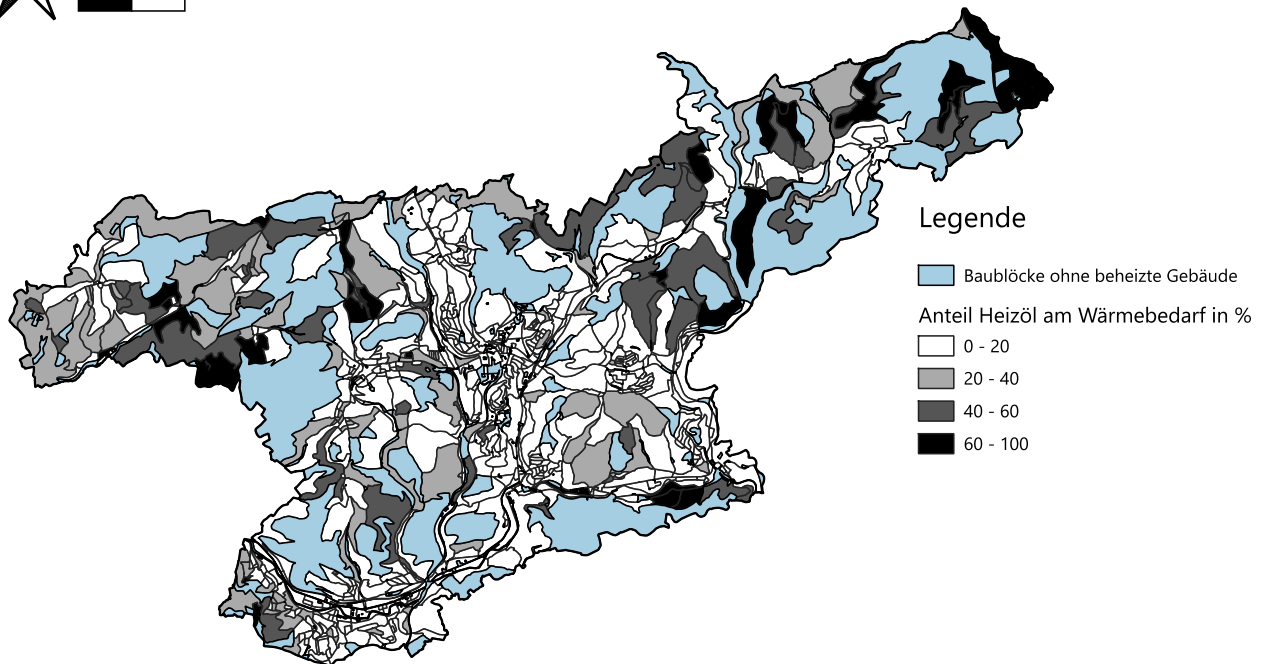 Legende
Baublöcke ohne beheizte Gebäude
Anteil Heizöl am Wärmebedarf in %
0 - 20
20 - 40
40 - 60
60 - 100